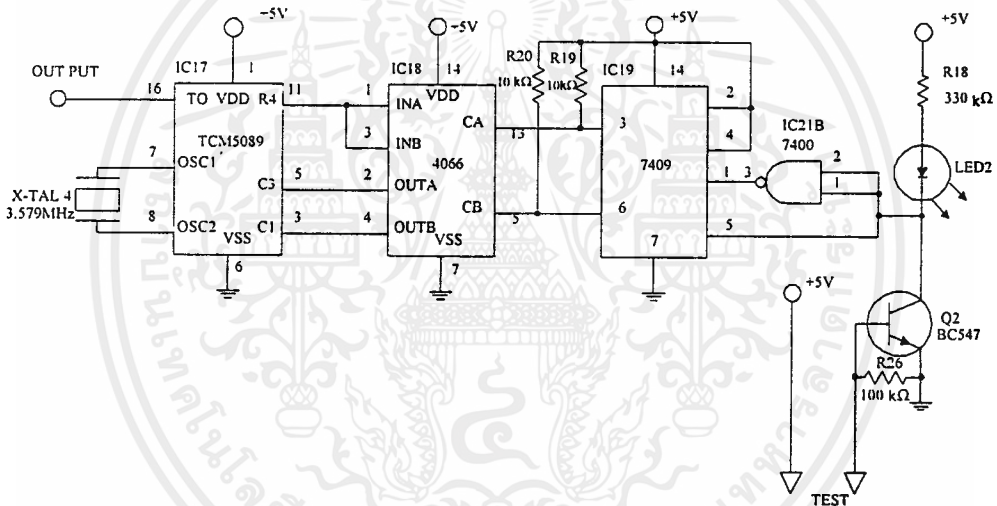 +5V
-5V
+5V
+5V
OUT PUT
IC17
1
IC18
14
R20
10 kΩ
R19
10kΩ
IC19
14
R18
330 kΩ
16
TO VDD R4
11
1
INA
VDD
CA
13
3
2
IC21B
7400
TCM5089
3
INB
4066
7409
4
2
LED2
7
OSC1
1
3
1
X-TAL 4
3.579MHz
C3
5
2
OUTA
CB
5
6
5
8
OSC2
C1
3
4
OUTB
VSS
VSS
6
7
7
+5V
Q2
BC547
R26
100 kΩ
TEST